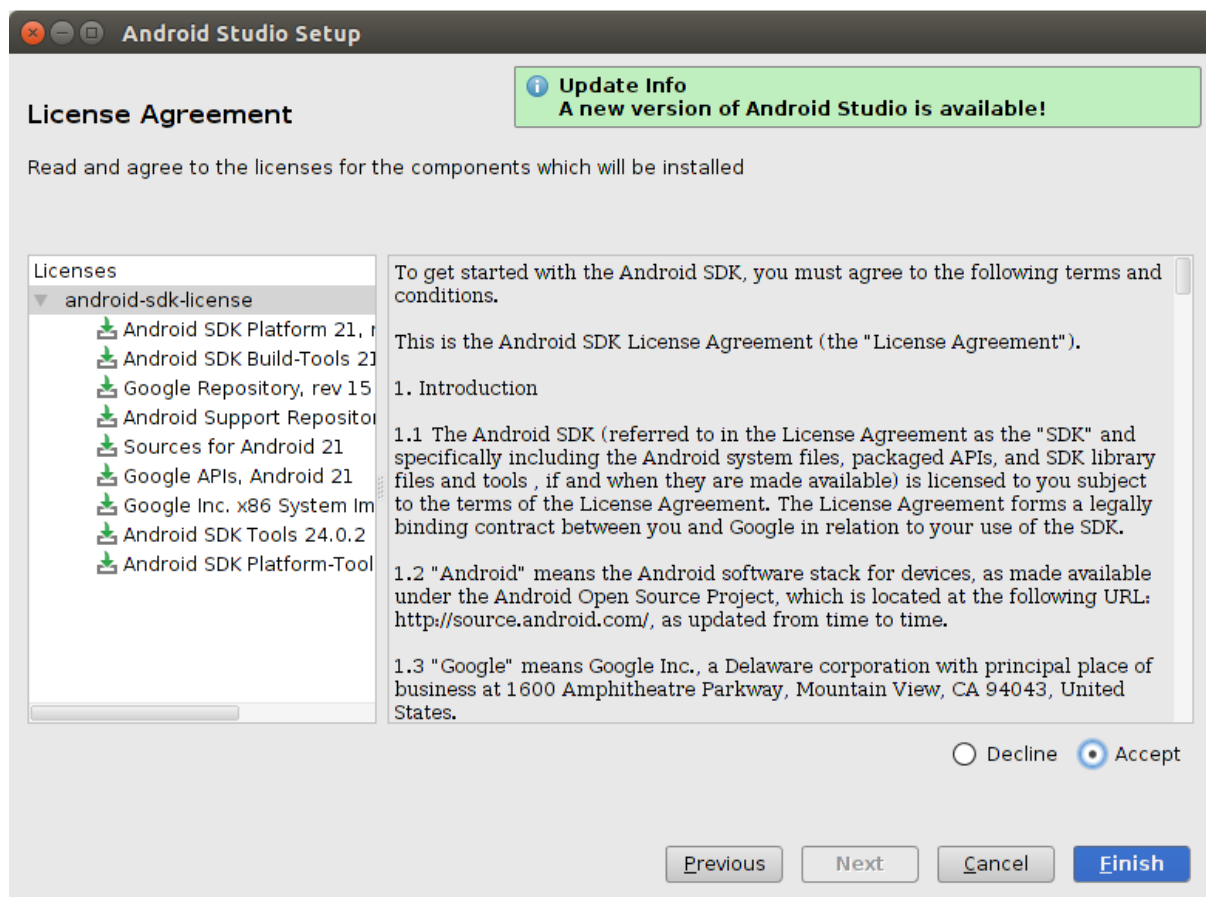 Android Studio Setup
Update Info
A new version of Android Studio is available!
License Agreement
Read and agree to the licenses for the components which will be installed
Licenses
android-sdk-license
Android SDK Platform 21, r
Android SDK Build-Tools 21
Google Repository, rev 15
Android Support Repositor
Sources for Android 21
Google APIs, Android 21
Google Inc. x86 System Im
Android SDK Tools 24.0.2
Android SDK Platform-Tool
To get started with the Android SDK, you must agree to the following terms and
conditions.
This is the Android SDK License Agreement (the "License Agreement").
1. Introduction
1.1 The Android SDK (referred to in the License Agreement as the "SDK" and
specifically including the Android system files, packaged APIs, and SDK library
files and tools , if and when they are made available) is licensed to you subject
to the terms of the License Agreement. The License Agreement forms a legally
binding contract between you and Google in relation to your use of the SDK.
1.2 "Android" means the Android software stack for devices, as made available
under the Android Open Source Project, which is located at the following URL:
http://source.android.com/, as updated from time to time.
1.3 "Google" means Google Inc., a Delaware corporation with principal place of
business at 1600 Amphitheatre Parkway, Mountain View, CA 94043, United
States.
Decline
Accept
Previous
Next
Cancel
Finish